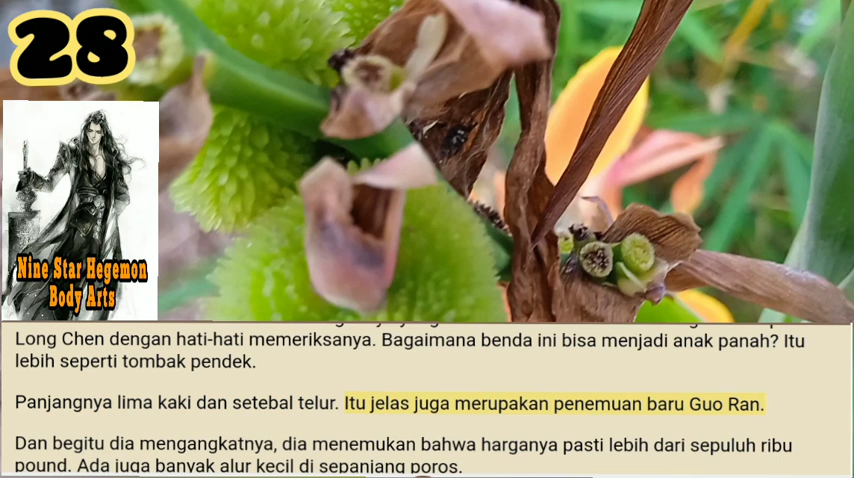 28
Nine Star Hegemon
Body Arts
Long Chen dengan hati-hati memeriksanya. Bagaimana benda ini bisa menjadi anak panah? Itu
lebih seperti tombak pendek.
Panjangnya lima kaki dan setebal telur. Itu jelas juga merupakan penemuan baru Guo Ran.
Dan begitu dia mengangkatnya, dia menemukan bahwa harganya pasti lebih dari sepuluh ribu
pound. Ada juga banyak alur kecil di sepanjang poros.